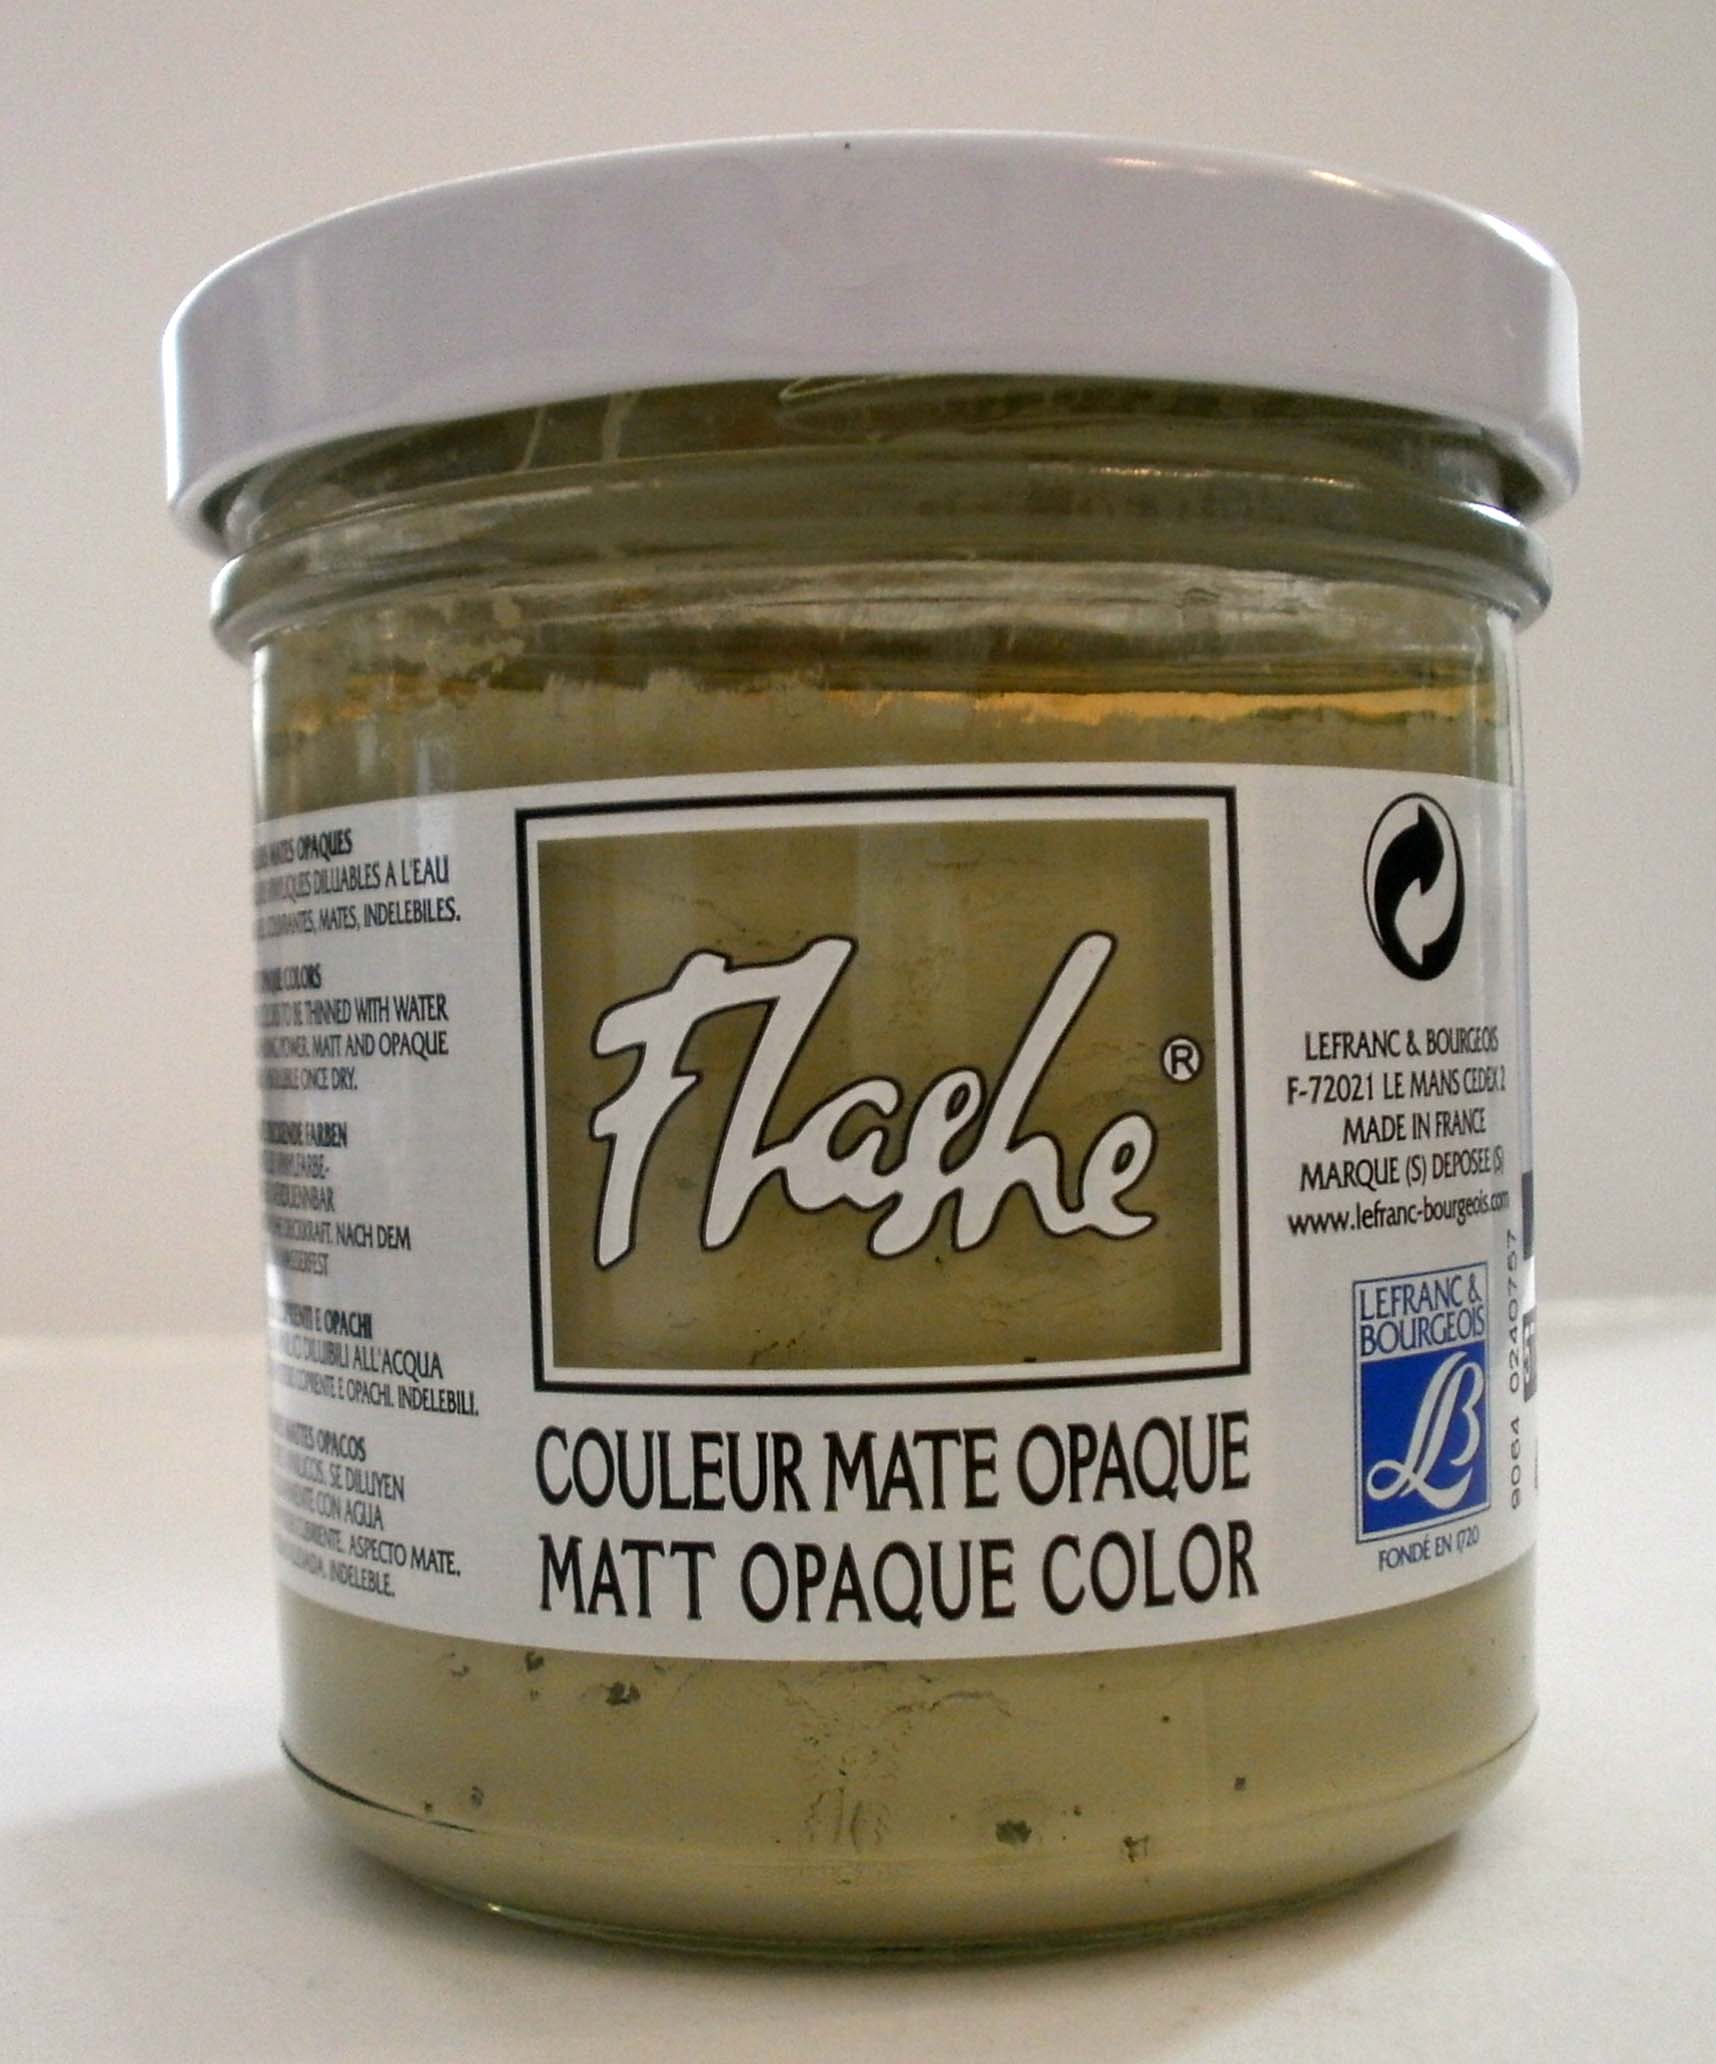 OPAQUES
DILUABLES A L'EAU
MATES, INDELEBILES.
COLORS
TO BE THINNED WITH WATER
POWER. MATT AND OPAQUE
ONCE DRY.
FARBEN
NACH DEM
E OPACHI
DILUIBILI ALL'ACQUA
COPRENTE E OPACHI. INDELEBILI.
OPACOS
SE DILUYEN
CON AGUA
ASPECTO MATE.
INDELEBLE.
Flashe ®
COULEUR MATE OPAQUE
MATT OPAQUE COLOR
LEFRANC & BOURGEOIS
F-72021 LE MANS CEDEX 2
MADE IN FRANCE
MARQUE (S) DEPOSEE (S)
www.lefranc-bourgeois.com
LEFRANC &
BOURGEOIS
LB
FONDÉ EN 1720
9064 0240757